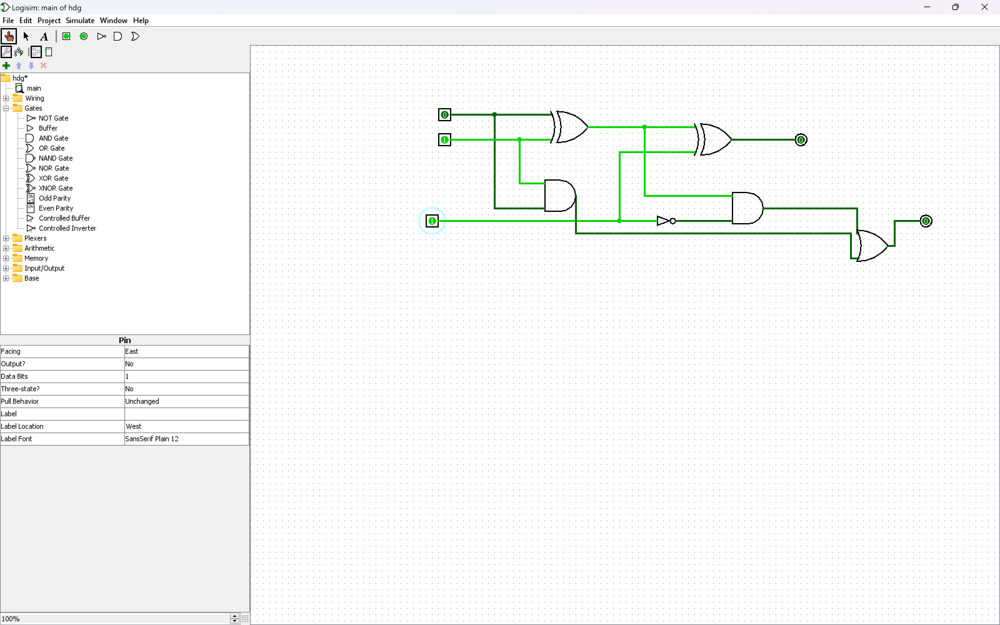 Logisim: main of hdg
File Edit Project Simulate Window Help
A
hdg*
main
Wiring
Gates
NOT Gate
Buffer
AND Gate
OR Gate
NAND Gate
NOR Gate
XOR Gate
XNOR Gate
2k+1 Odd Parity
2k Even Parity
Controlled Buffer
Controlled Inverter
Plexers
Arithmetic
Memory
Input/Output
Base
Pin
Facing East
Output? No
Data Bits 1
Three-state? No
Pull Behavior Unchanged
Label
Label Location West
Label Font SansSerif Plain 12
100%
0
1
0
1
0